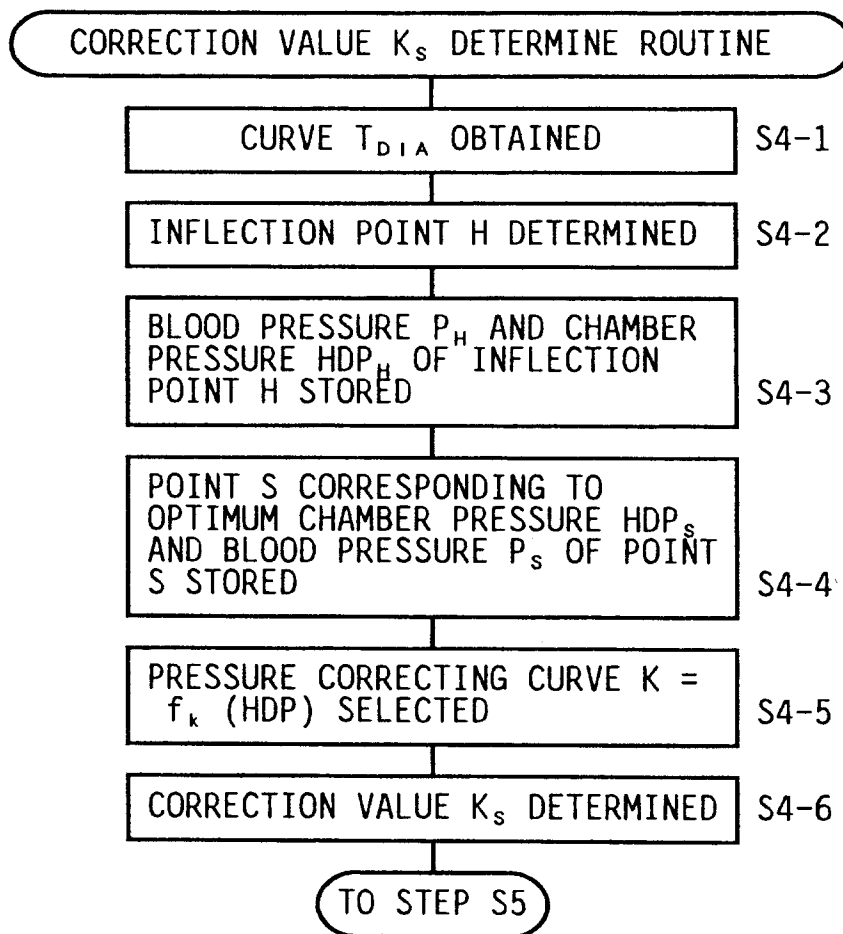 CORRECTION VALUE Ks DETERMINE ROUTINE
CURVE TDIA OBTAINED S4-1
INFLECTION POINT H DETERMINED S4-2
BLOOD PRESSURE PH AND CHAMBER
PRESSURE HDPH OF INFLECTION
POINT H STORED S4-3
POINT S CORRESPONDING TO
OPTIMUM CHAMBER PRESSURE HDPs
AND BLOOD PRESSURE Ps OF POINT
S STORED S4-4
PRESSURE CORRECTING CURVE K =
fk (HDP) SELECTED S4-5
CORRECTION VALUE Ks DETERMINED S4-6
TO STEP S5